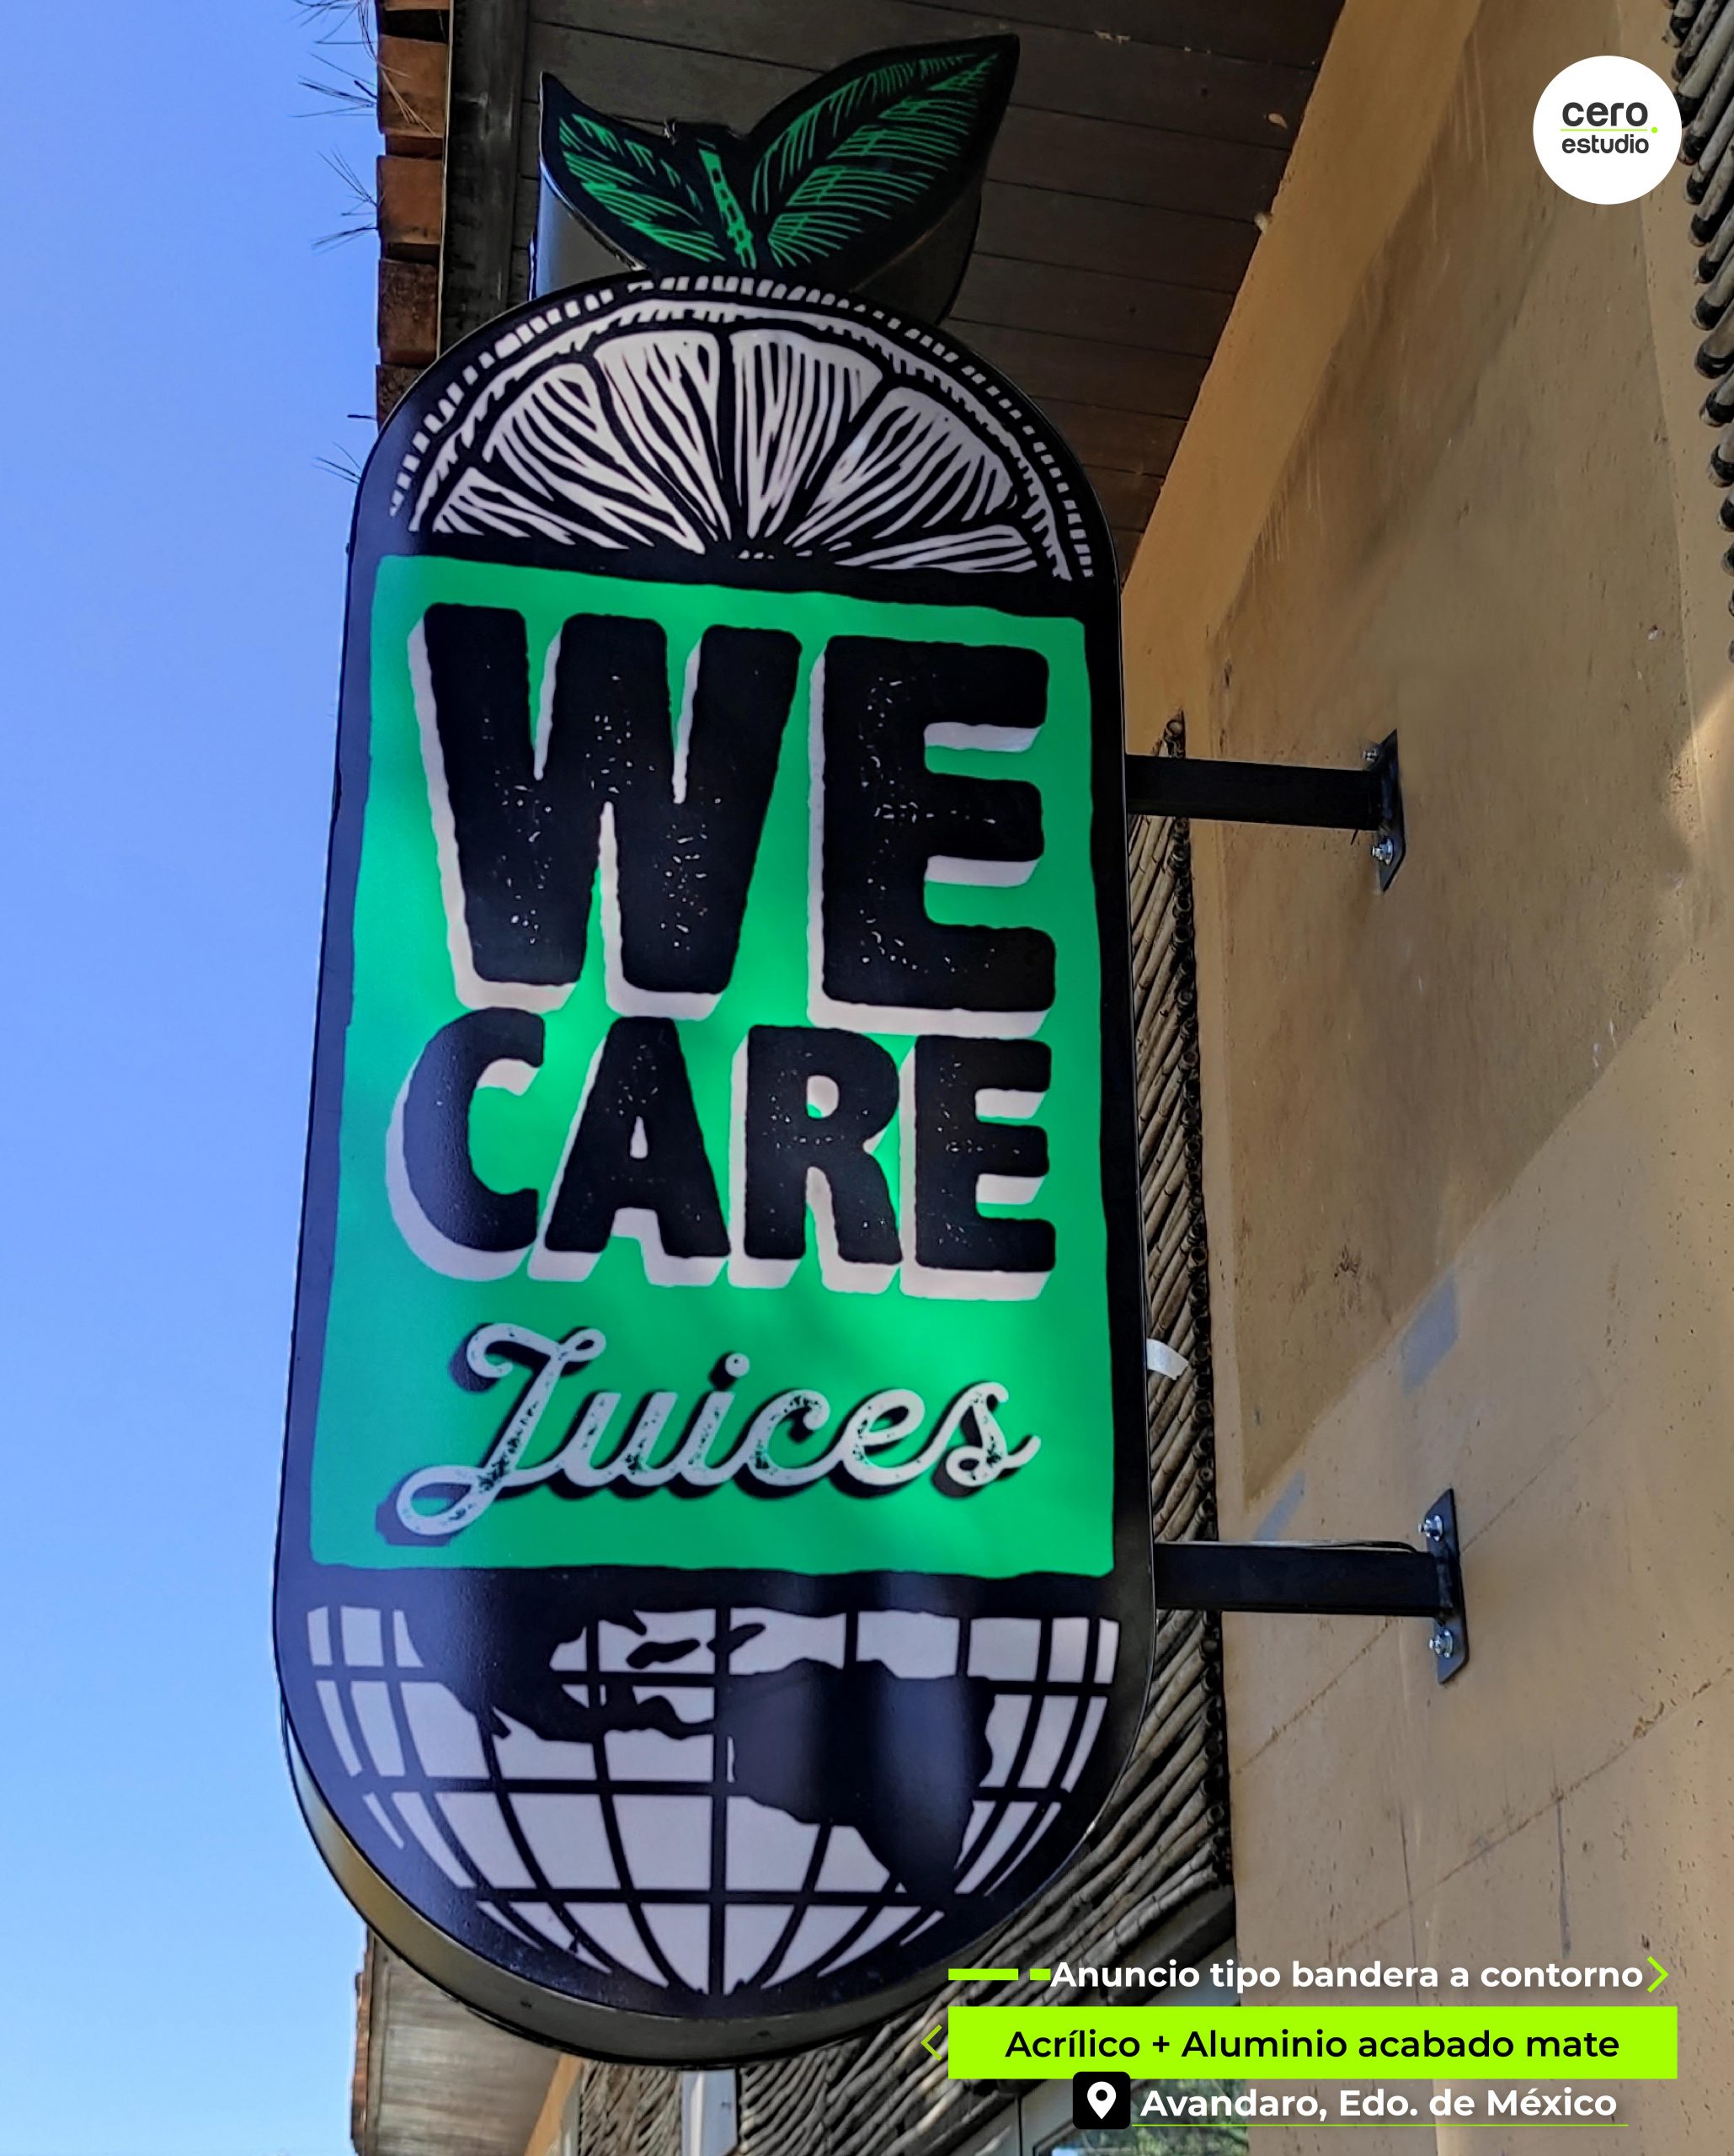 cero.
estudio
WE
CARE
Juices
Anuncio tipo bandera a contorno
Acrílico + Aluminio acabado mate
Avandaro, Edo. de México